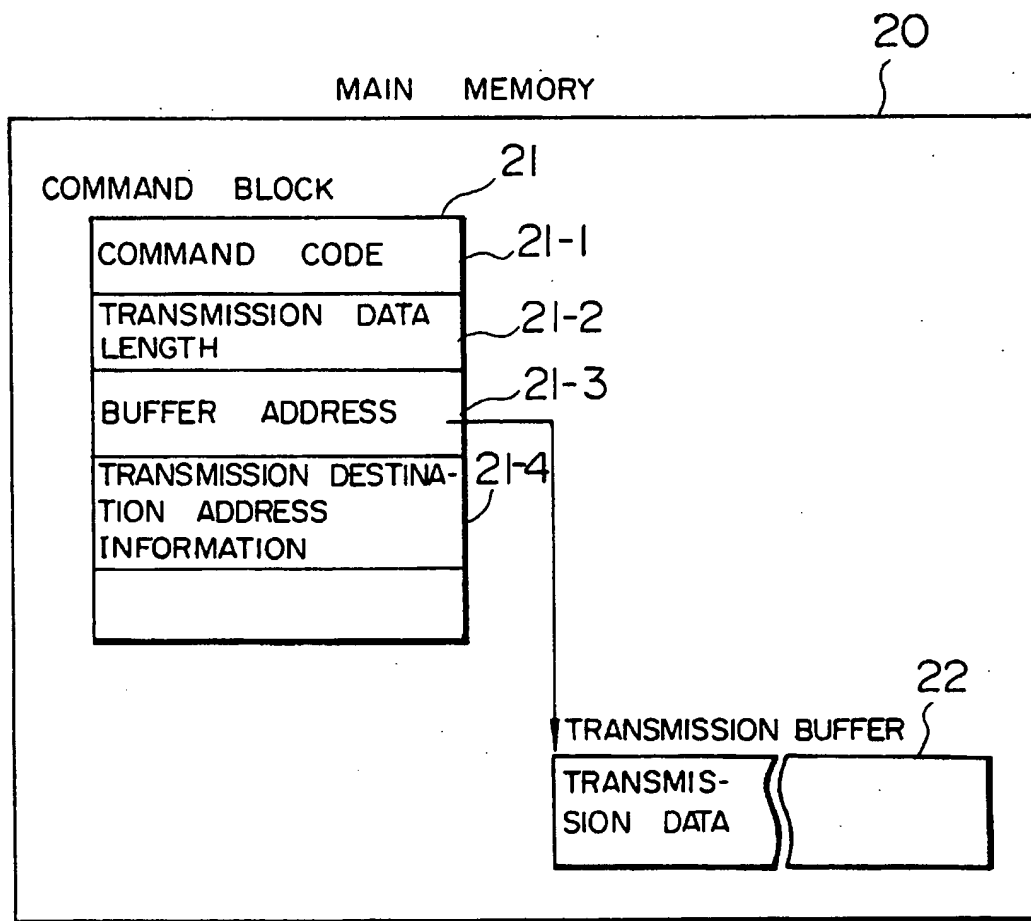 20
MAIN MEMORY
COMMAND BLOCK
21
COMMAND CODE
21-1
TRANSMISSION DATA
LENGTH
21-2
BUFFER ADDRESS
21-3
TRANSMISSION DESTINA-
TION ADDRESS
INFORMATION
21-4
22
TRANSMISSION BUFFER
TRANSMIS-
SION DATA